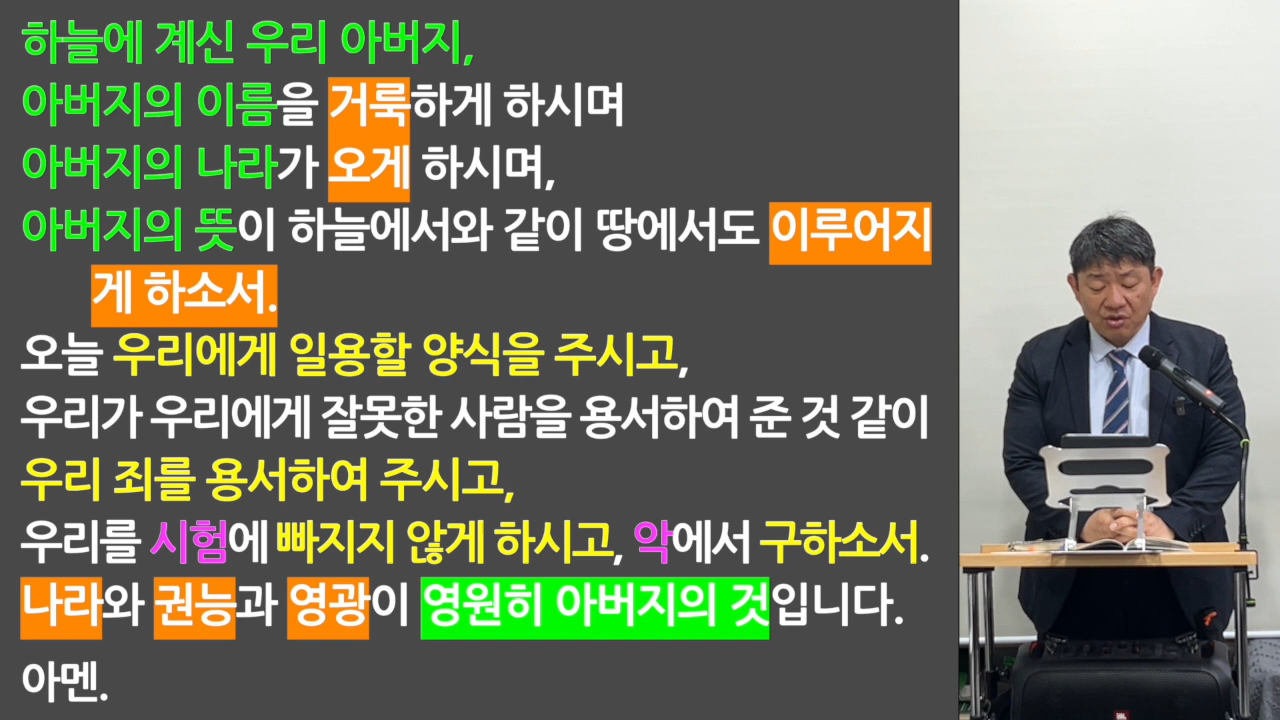 하늘에 계신 우리 아버지,
아버지의 이름을 거룩하게 하시며
아버지의 나라가 오게 하시며,
아버지의 뜻이 하늘에서와 같이 땅에서도 이루어지
게 하소서.
오늘 우리에게 일용할 양식을 주시고,
우리가 우리에게 잘못한 사람을 용서하여 준 것 같이
우리 죄를 용서하여 주시고,
우리를 시험에 빠지지 않게 하시고, 악에서 구하소서.
나라와 권능과 영광이 영원히 아버지의 것입니다.
아멘.
JBL